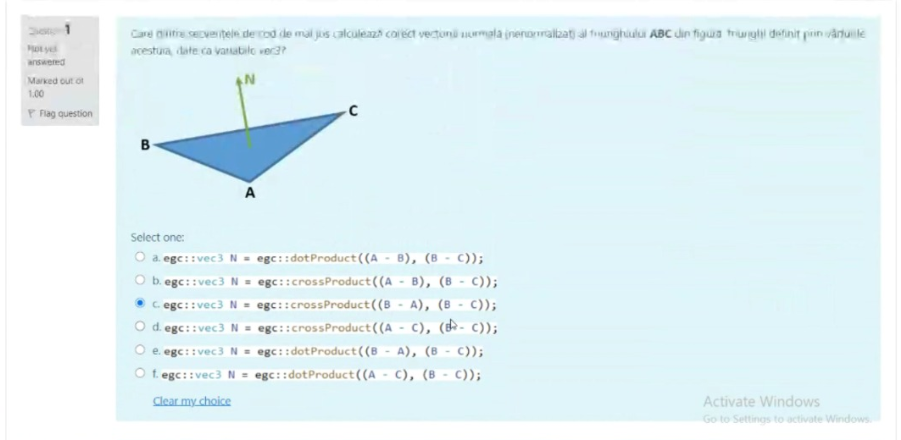 Question 1
Not yet
answered
Marked out of
1.00
Flag question
Care dintre secvențele de cod de mai jos calculează corect vectorul normală (nenormalizat) al triunghiului ABC din figură, triunghi definit prin vârfurile
acestuia, date ca variabile vec3?
N
C
B
A
Select one:
a. egc::vec3 N = egc::dotProduct((A - B), (B - C));
b. egc::vec3 N = egc::crossProduct((A - B), (B - C));
c. egc::vec3 N = egc::crossProduct((B - A), (B - C));
d. egc::vec3 N = egc::crossProduct((A - C), (B - C));
e. egc::vec3 N = egc::dotProduct((B - A), (B - C));
f. egc::vec3 N = egc::dotProduct((A - C), (B - C));
Clear my choice
Activate Windows
Go to Settings to activate Windows.